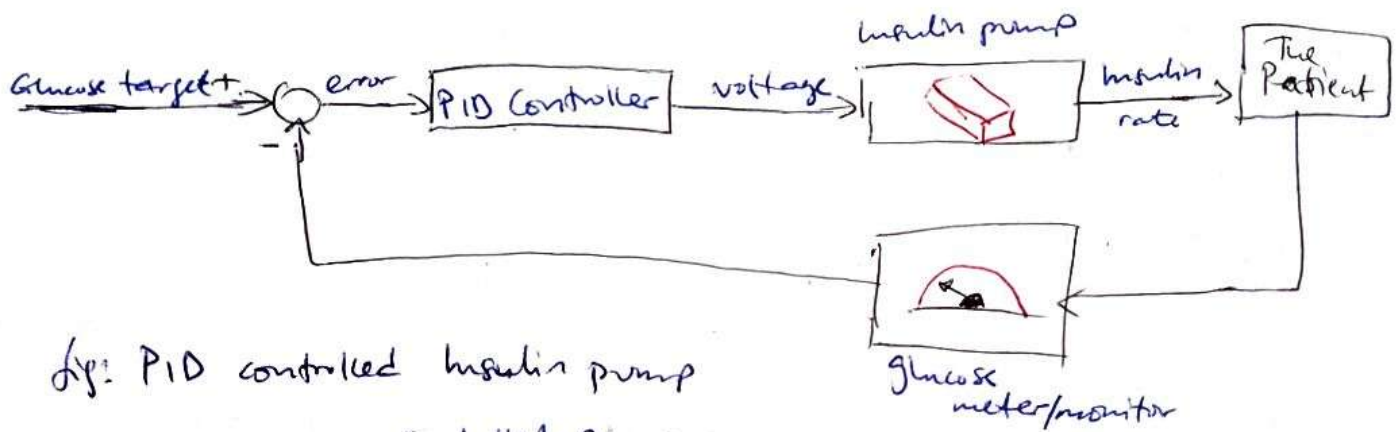 Insulin pump
Glucose target +
error
PID Controller
voltage
Insulin
rate
The
Patient
-
glucose
meter/monitor
fig: PID controlled Insulin pump